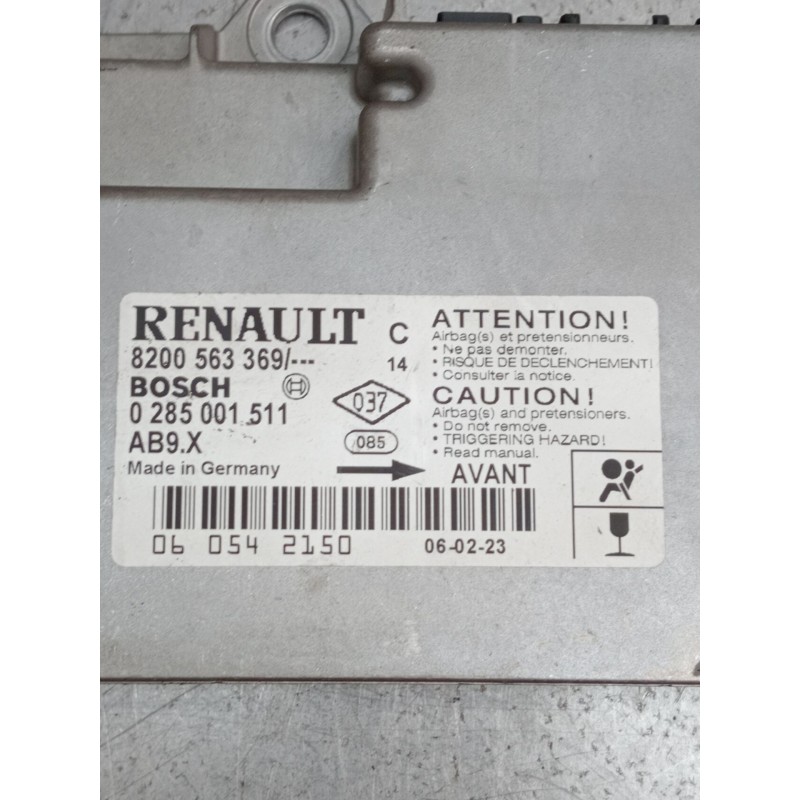 RENAULT C
8200 563 369/--- 14
BOSCH
0 285 001 511
AB9.X
Made in Germany
037
085
ATTENTION!
Airbag(s) et pretensionneurs.
• Ne pas demonter.
• RISQUE DE DECLENCHEMENT!
• Consulter la notice.
CAUTION!
Airbag(s) and pretensioners.
• Do not remove.
• TRIGGERING HAZARD!
• Read manual.
AVANT
06 0542150
06-02-23